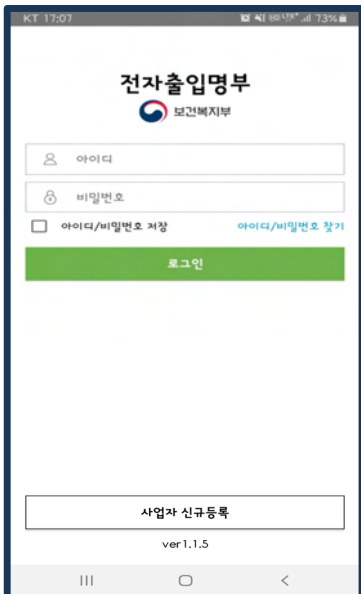 KT 17:07 73%
전자출입명부
보건복지부
아이디
비밀번호
아이디/비밀번호 저장 아이디/비밀번호 찾기
로그인
사업자 신규등록
ver1.1.5